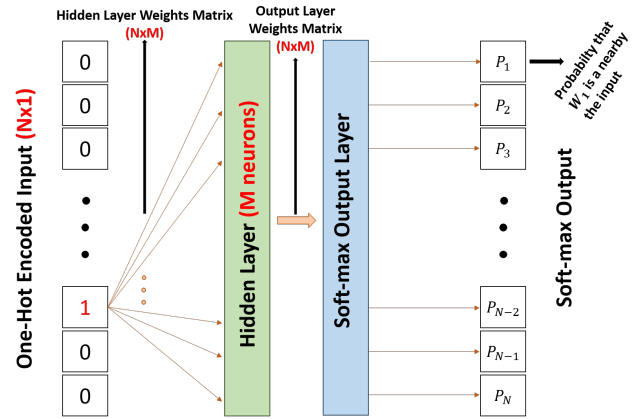 Hidden Layer Weights Matrix
(NxM)
Output Layer
Weights Matrix
(NxM)
One-Hot Encoded Input (Nx1)
0
0
0
1
0
0
Hidden Layer (M neurons)
Soft-max Output Layer
P1
P2
P3
PN-2
PN-1
PN
Probabilty that
W1 is a nearby
the input
Soft-max Output